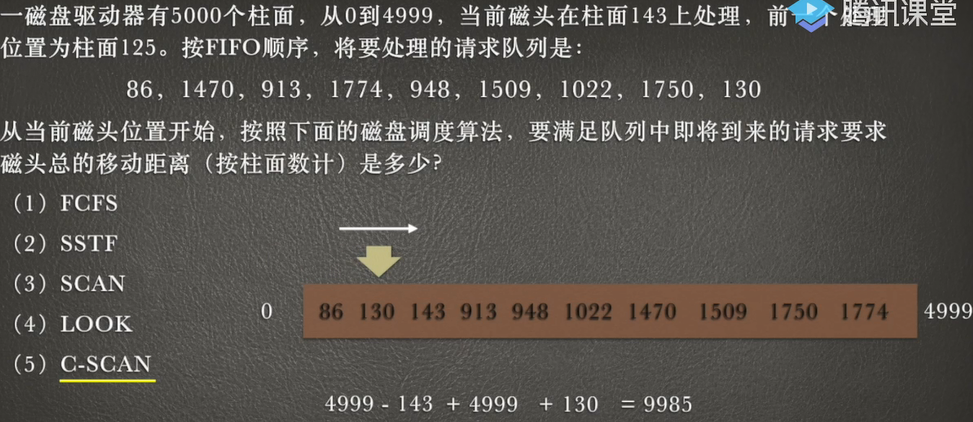 一磁盘驱动器有5000个柱面，从0到4999，当前磁头在柱面143上处理，前 个
腾讯课堂
位置为柱面125。按FIFO顺序，将要处理的请求队列是：
86，1470，913，1774，948，1509，1022，1750，130
从当前磁头位置开始，按照下面的磁盘调度算法，要满足队列中即将到来的请求要求
磁头总的移动距离（按柱面数计）是多少？
（1）FCFS
（2）SSTF
（3）SCAN
（4）LOOK
（5）C-SCAN
0 86 130 143 913 948 1022 1470 1509 1750 1774 4999
4999 - 143 + 4999 + 130 = 9985